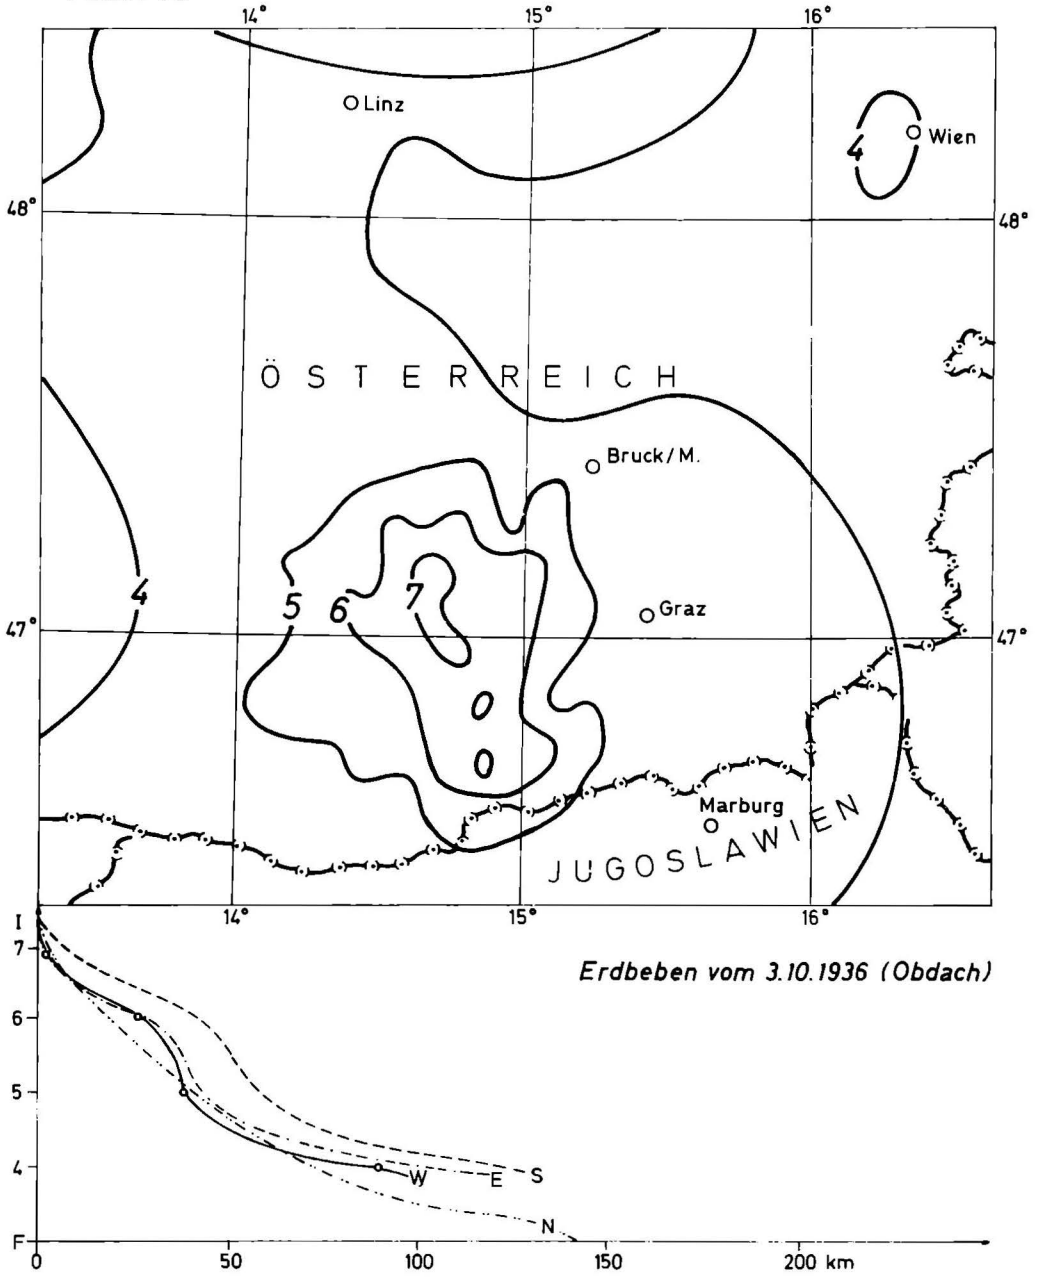 14° 15° 16°
Linz
4 Wien
48° 48°
ÖSTERREICH
Bruck/M.
4 5 6 7 Graz
47° 47°
Marburg
JUGOSLAWIEN
14° 15° 16°
I
7
Erdbeben vom 3.10.1936 (Obdach)
6
5
4 W E S
N
F
0 50 100 150 200 km